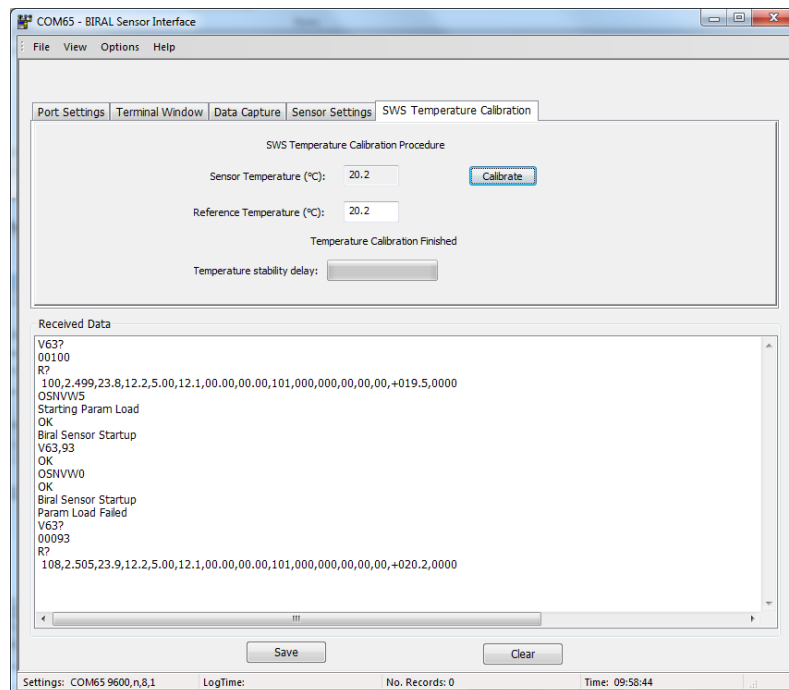 COM65 - BIRAL Sensor Interface
File View Options Help
Port Settings Terminal Window Data Capture Sensor Settings SWS Temperature Calibration
SWS Temperature Calibration Procedure
Sensor Temperature (ºC): 20.2 Calibrate
Reference Temperature (ºC): 20.2
Temperature Calibration Finished
Temperature stability delay:
Received Data
V63?
00100
R?
100,2.499,23.8,12.2,5.00,12.1,00.00,00.00,101,000,000,00,00,00,+019.5,0000
OSNVW5
Starting Param Load
OK
Biral Sensor Startup
V63,93
OK
OSNVW0
OK
Biral Sensor Startup
Param Load Failed
V63?
00093
R?
108,2.505,23.9,12.2,5.00,12.1,00.00,00.00,101,000,000,00,00,00,+020.2,0000
Save Clear
Settings: COM65 9600,n,8,1 LogTime: No. Records: 0 Time: 09:58:44